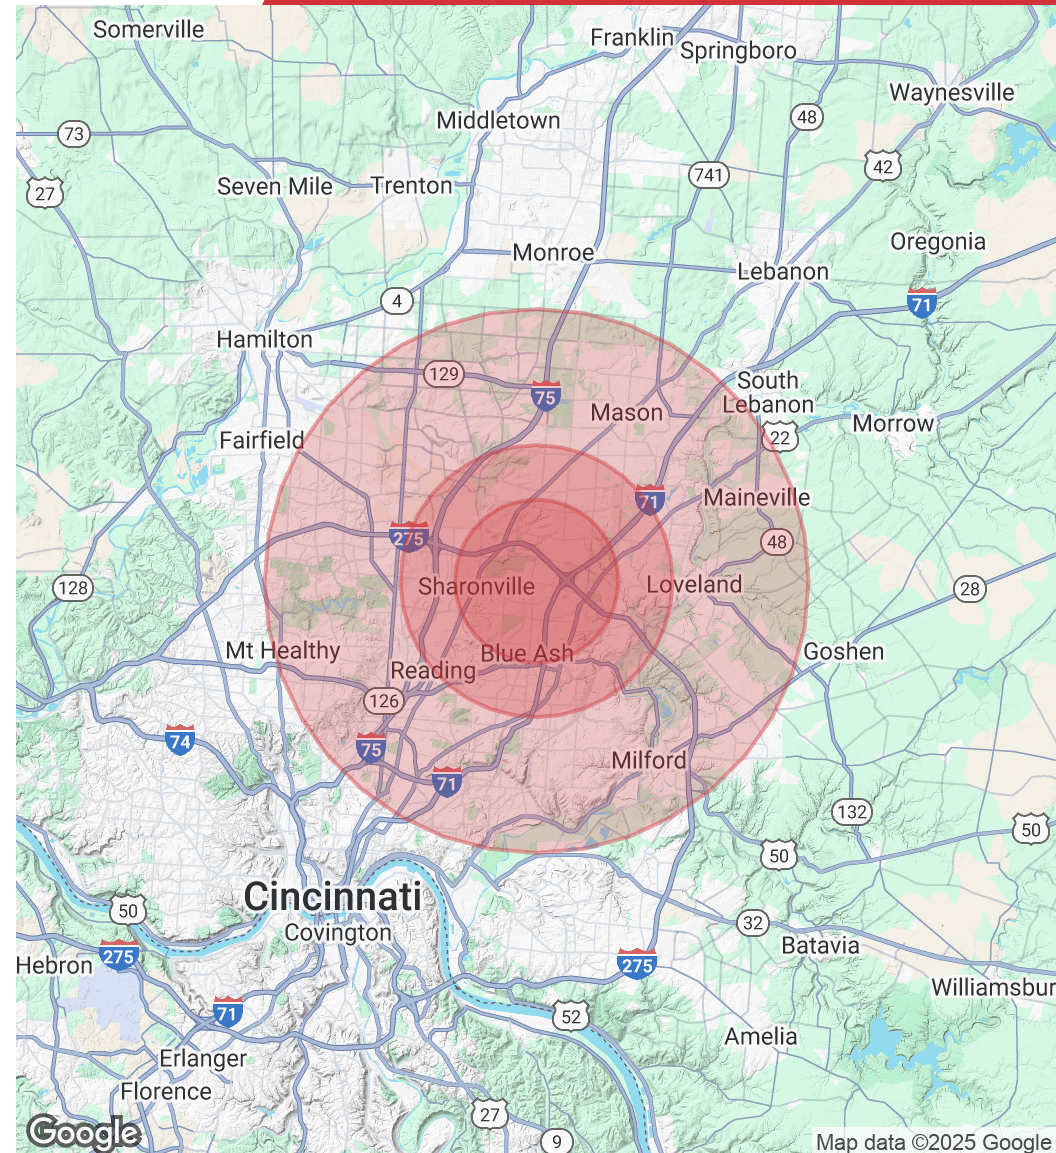 Somerville
Franklin
Springboro
Waynesville
48
Middletown
73
42
741
27
Seven Mile
Trenton
Oregonia
Monroe
Lebanon
4
71
Hamilton
129
75
South
Lebanon
Mason
Morrow
Fairfield
22
71
Maineville
275
48
Sharonville
Loveland
128
28
Mt Healthy
Blue Ash
Goshen
Reading
126
74
75
Milford
71
132
50
50
Cincinnati
50
32
Covington
Batavia
275
Hebron
275
Williamsbur
71
52
Amelia
Erlanger
Florence
27
Google
9
Map data ©2025 Google